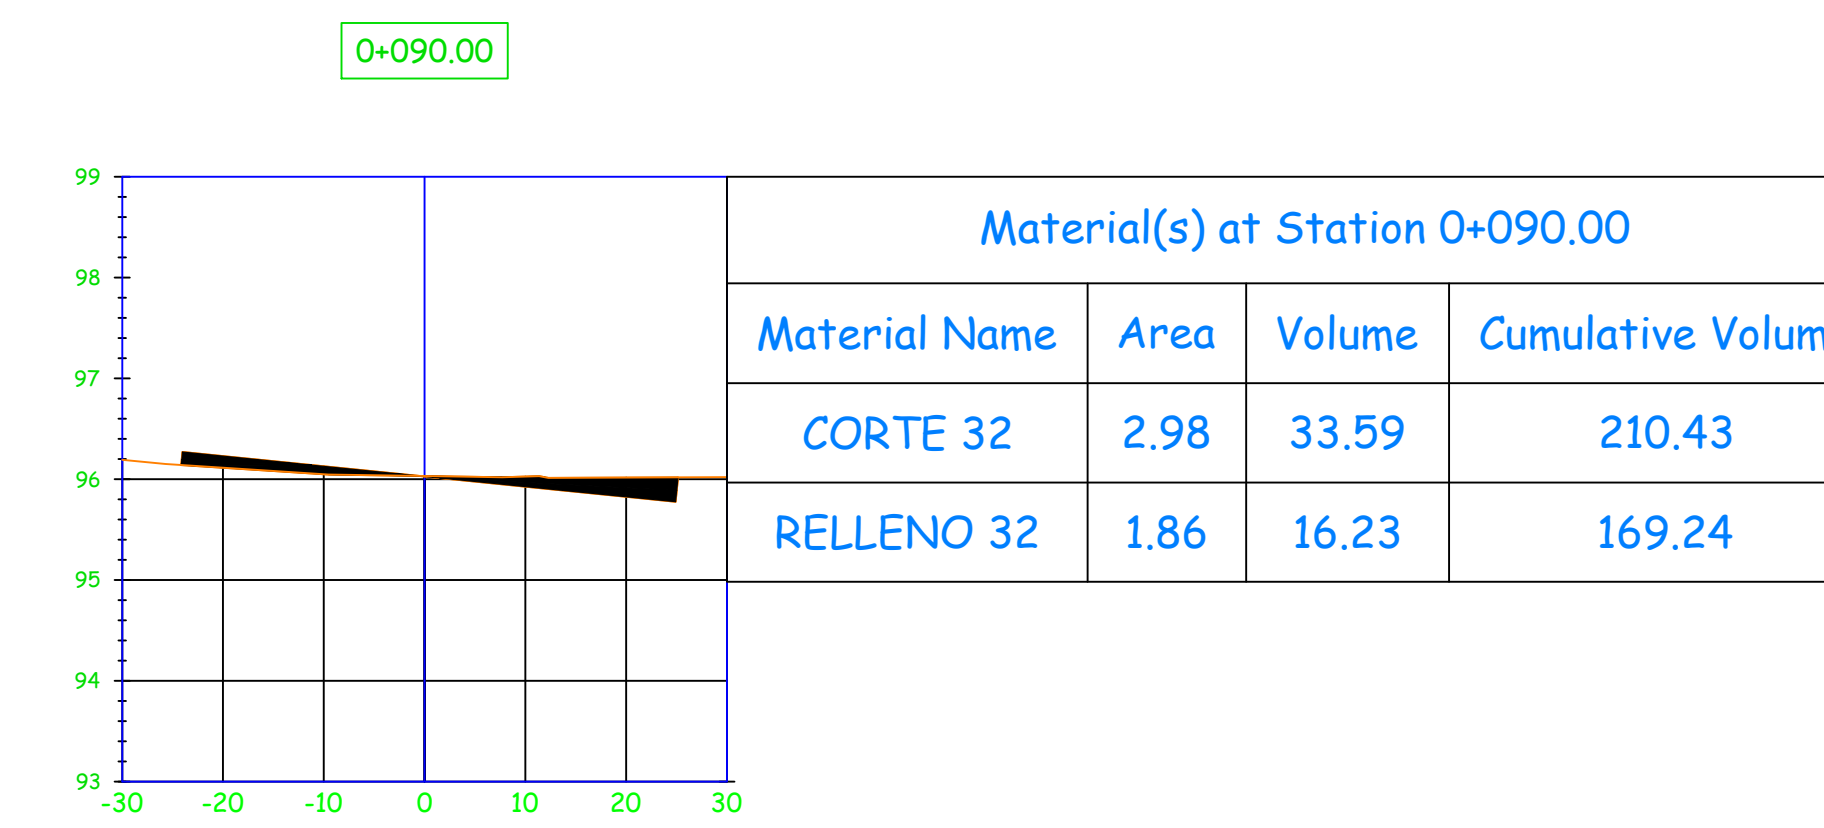 0+090.00
99
98
97
96
95
94
93
-30 -20 -10 0 10 20 30
Material(s) at Station 0+090.00
Material Name Area Volume Cumulative Volum
CORTE 32 2.98 33.59 210.43
RELLENO 32 1.86 16.23 169.24